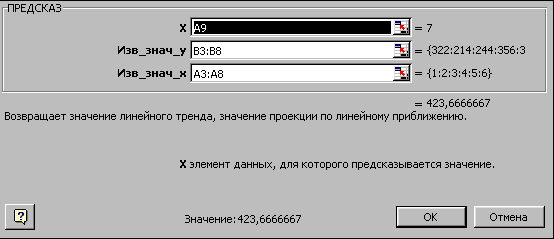 ПРЕДСКАЗ
X A9 = 7
Изв_знач_y B3:B8 = {322:214:244:356:3
Изв_знач_x A3:A8 = {1:2:3:4:5:6}
= 423,6666667
Возвращает значение линейного тренда, значение проекции по линейному приближению.
X элемент данных, для которого предсказывается значение.
? Значение:423,6666667 OK Отмена